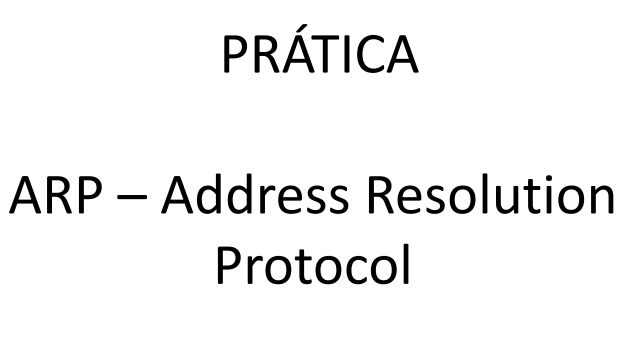 PRÁTICA
ARP – Address Resolution
Protocol